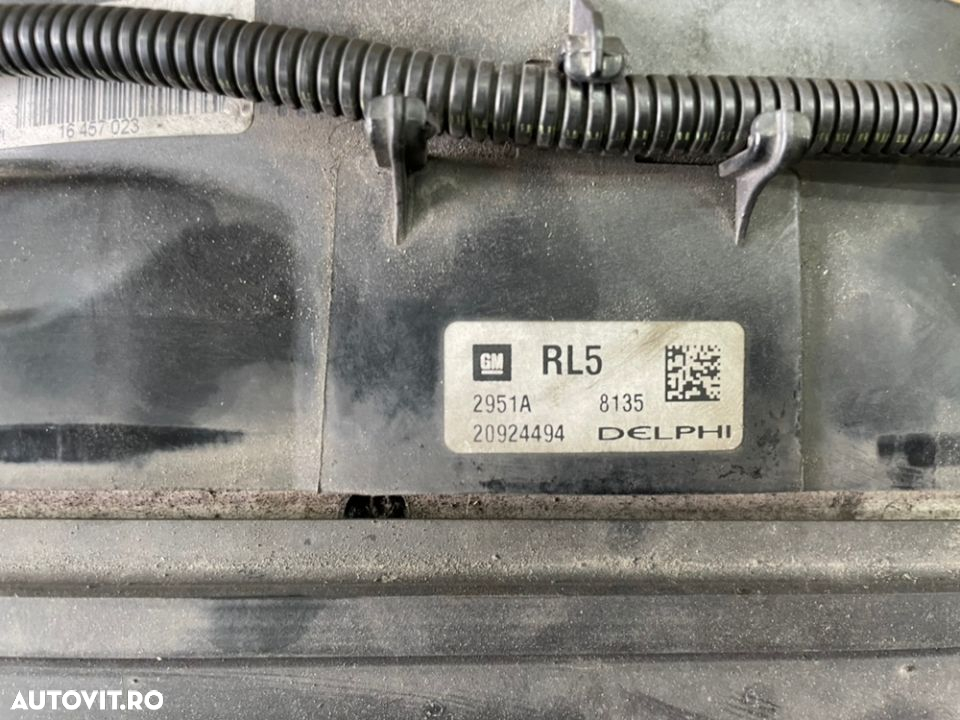 16 457 023
GM RL5
2951A 8135
20924494 DELPHI
AUTOVIT.RO